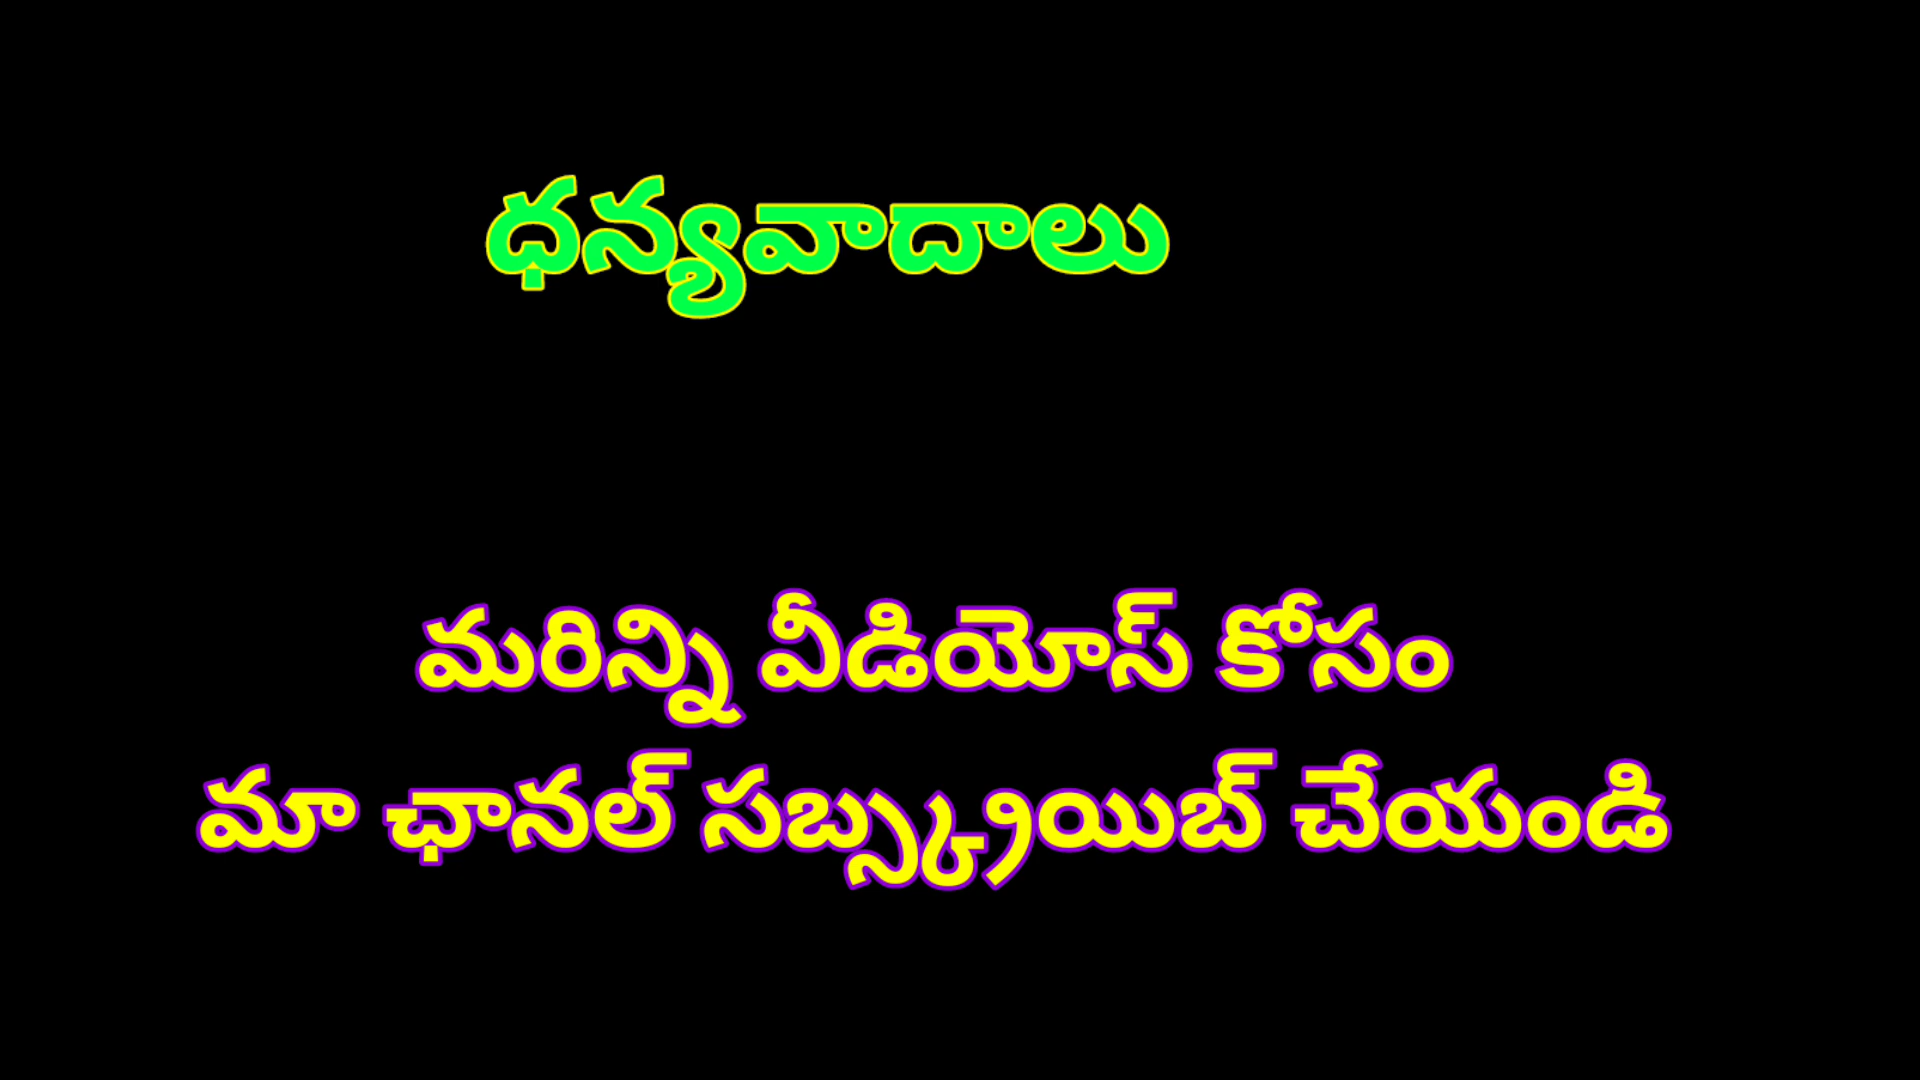 ధన్యవాదాలు
మరిన్ని వీడియోస్ కోసం
మా ఛానల్ సబ్స్క్రయిబ్ చేయండి